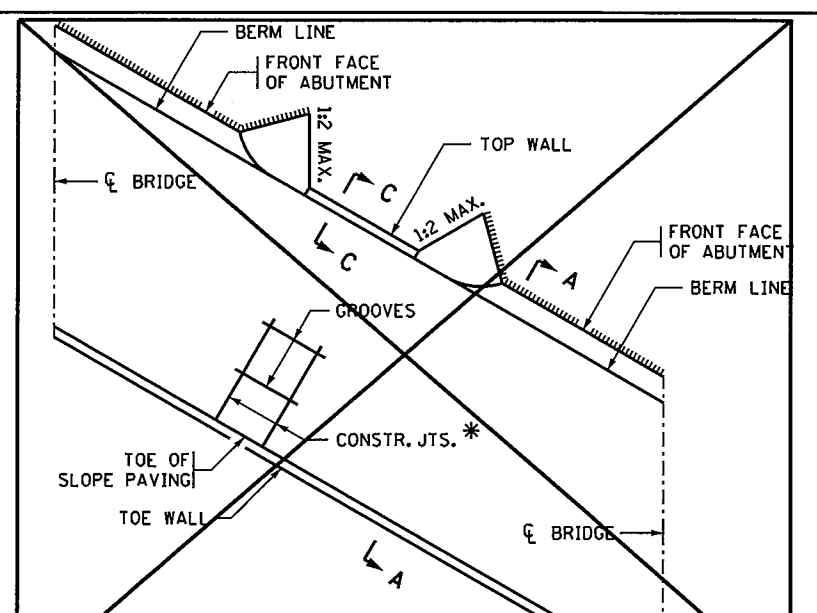 BERM LINE
FRONT FACE
OF ABUTMENT
1:2 MAX.
TOP WALL
C
℄ BRIDGE
1:2 MAX.
C
FRONT FACE
OF ABUTMENT
A
BERM LINE
GROOVES
CONSTR. JTS. *
TOE OF
SLOPE PAVING
TOE WALL
℄ BRIDGE
A